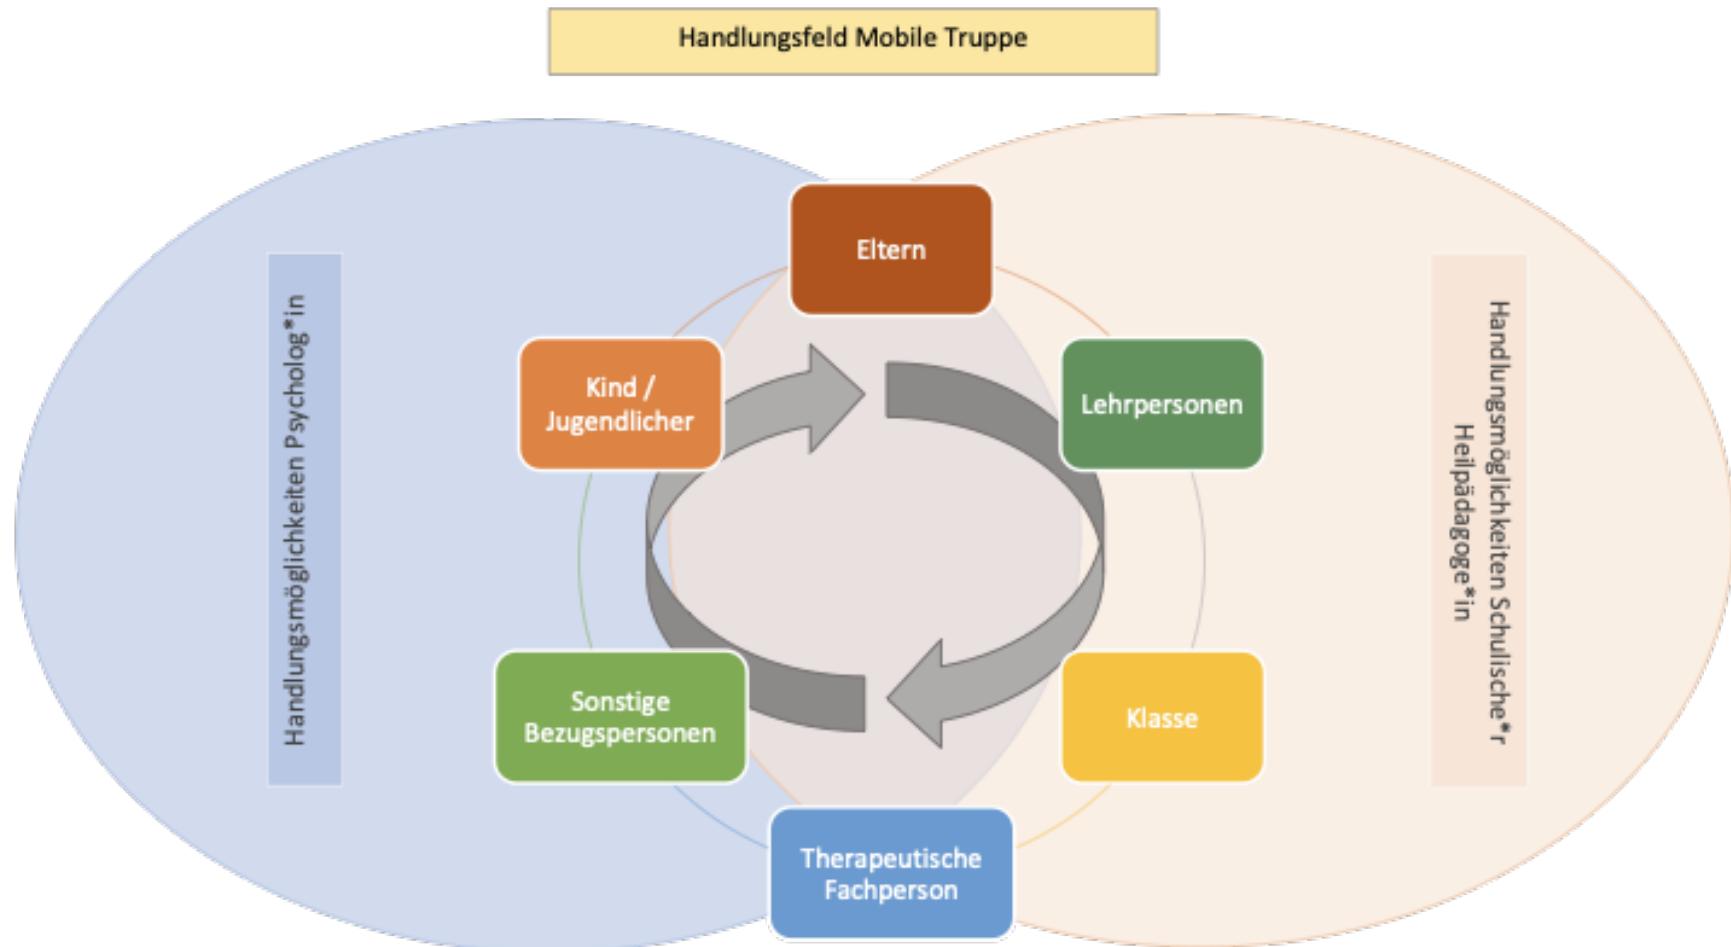 Handlungsfeld Mobile Truppe
Eltern
Handlungsmöglichkeiten Psycholog*in
Kind /
Jugendlicher
Lehrpersonen
Handlungsmöglichkeiten Schulische*r
Heilpädagoge*in
Sonstige
Bezugspersonen
Klasse
Therapeutische
Fachperson